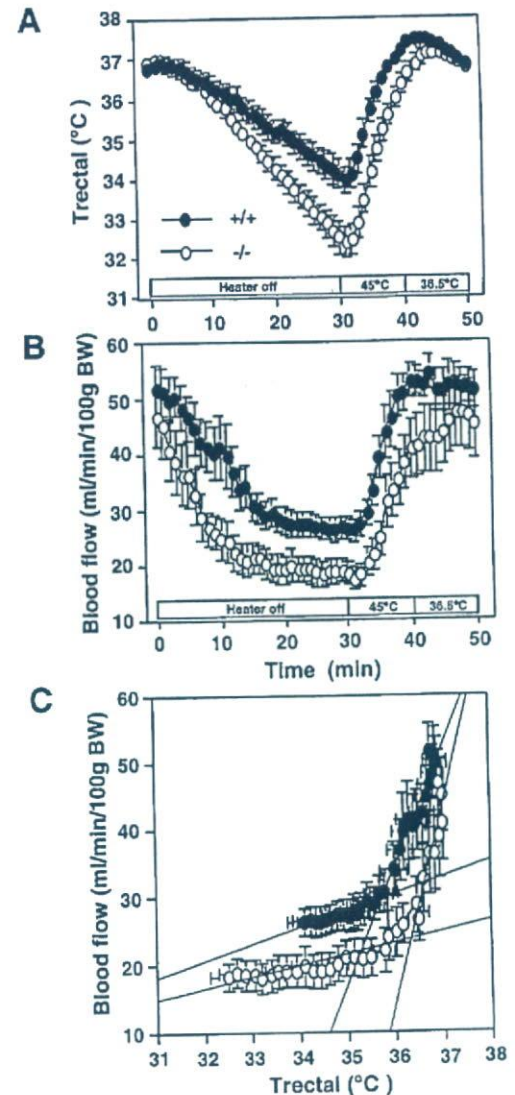 A
Trectal (°C)
38
37
36
35
34
33
32
31
+/+
-/-
Heater off 45°C 36.5°C
0 10 20 30 40 50
B
Blood flow (ml/min/100g BW)
60
50
40
30
20
10
Heater off 45°C 36.5°C
0 10 20 30 40 50
Time (min)
C
Blood flow (ml/min/100g BW)
60
50
40
30
20
10
31 32 33 34 35 36 37 38
Trectal (°C )